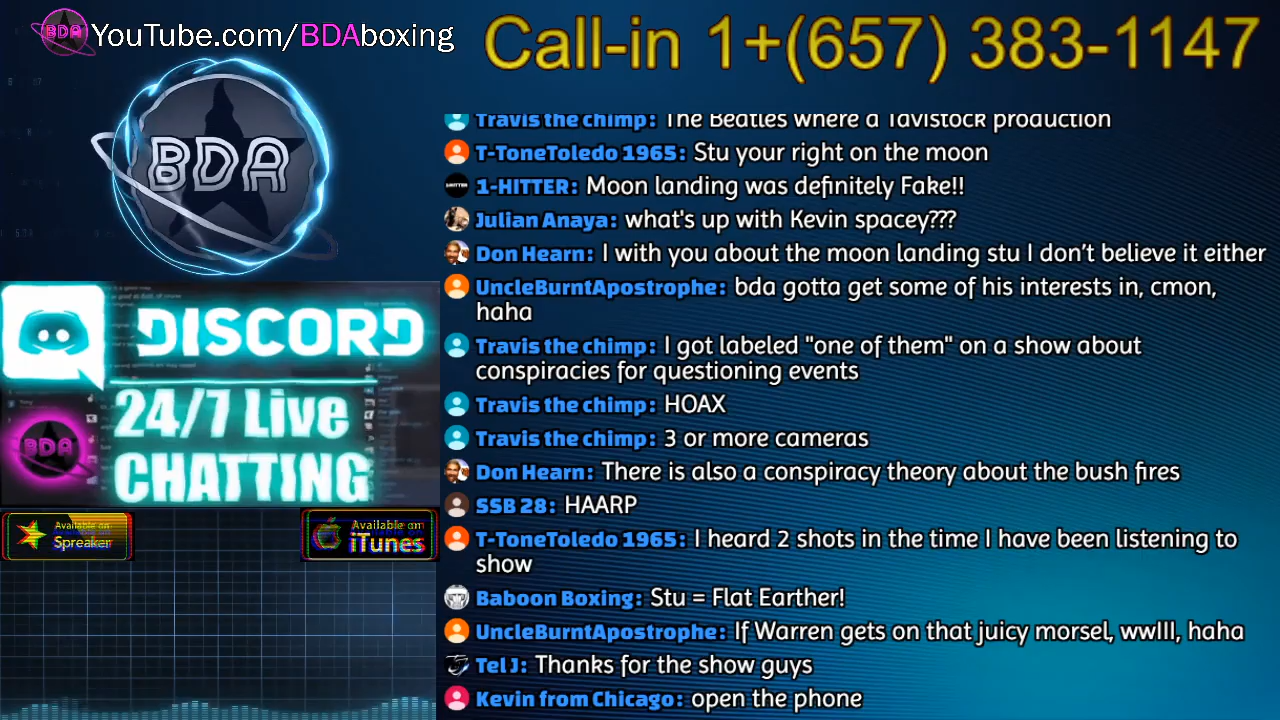 BDA YouTube.com/BDAboxing
Call-in 1+(657) 383-1147
BDA
Travis the chimp: The Beatles where a Tavistock production
T-ToneToledo 1965: Stu your right on the moon
1-HITTER: Moon landing was definitely Fake!!
Julian Anaya: what's up with Kevin spacey???
Don Hearn: I with you about the moon landing stu I don’t believe it either
UncleBurntApostrophe: bda gotta get some of his interests in, cmon,
haha
Travis the chimp: I got labeled "one of them" on a show about
conspiracies for questioning events
Travis the chimp: HOAX
Travis the chimp: 3 or more cameras
Don Hearn: There is also a conspiracy theory about the bush fires
SSB 28: HAARP
T-ToneToledo 1965: I heard 2 shots in the time I have been listening to
show
Baboon Boxing: Stu = Flat Earther!
UncleBurntApostrophe: If Warren gets on that juicy morsel, wwlll, haha
Tel J: Thanks for the show guys
Kevin from Chicago: open the phone
DISCORD
24/7 Live
CHATTING
BDA
Available on
Spreaker
Available on
iTunes